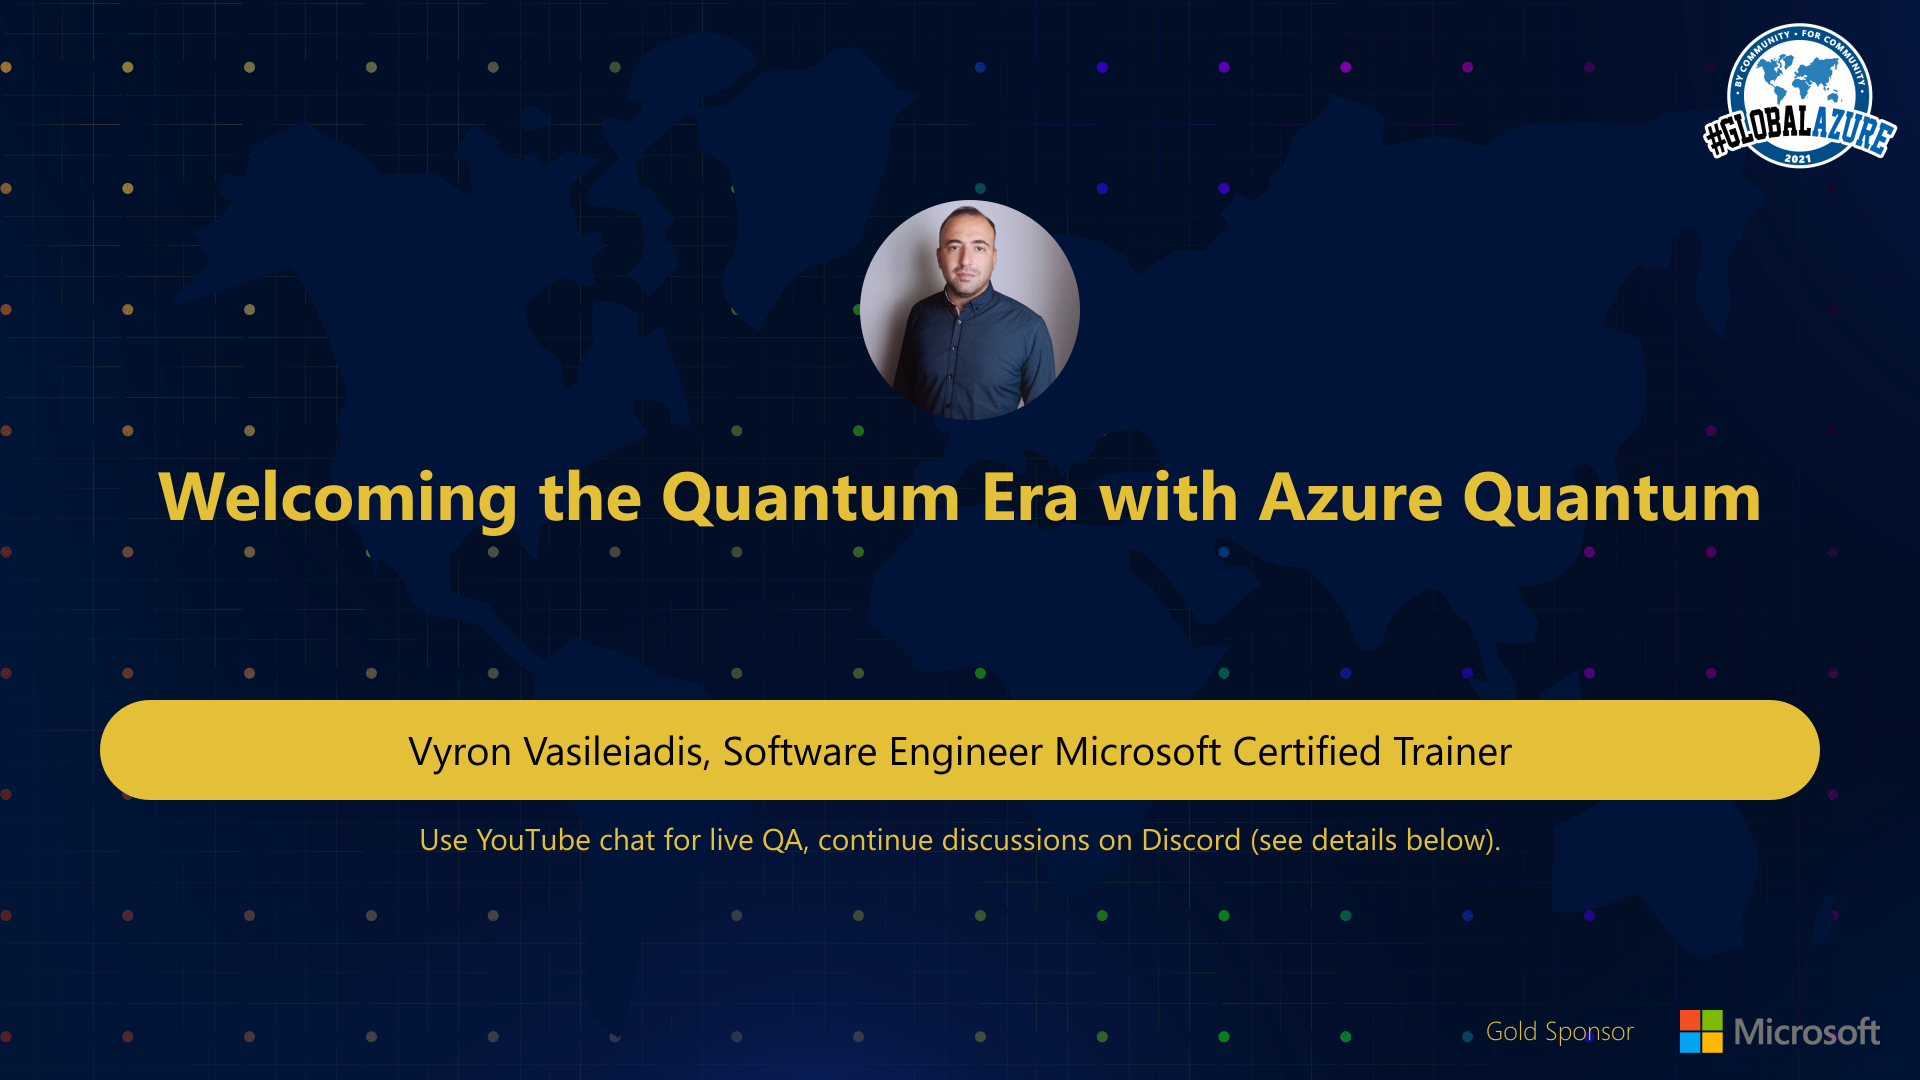 • BY COMMUNITY • FOR COMMUNITY •
#GLOBALAZURE
2021
Welcoming the Quantum Era with Azure Quantum
Vyron Vasileiadis, Software Engineer Microsoft Certified Trainer
Use YouTube chat for live QA, continue discussions on Discord (see details below).
Gold Sponsor
Microsoft